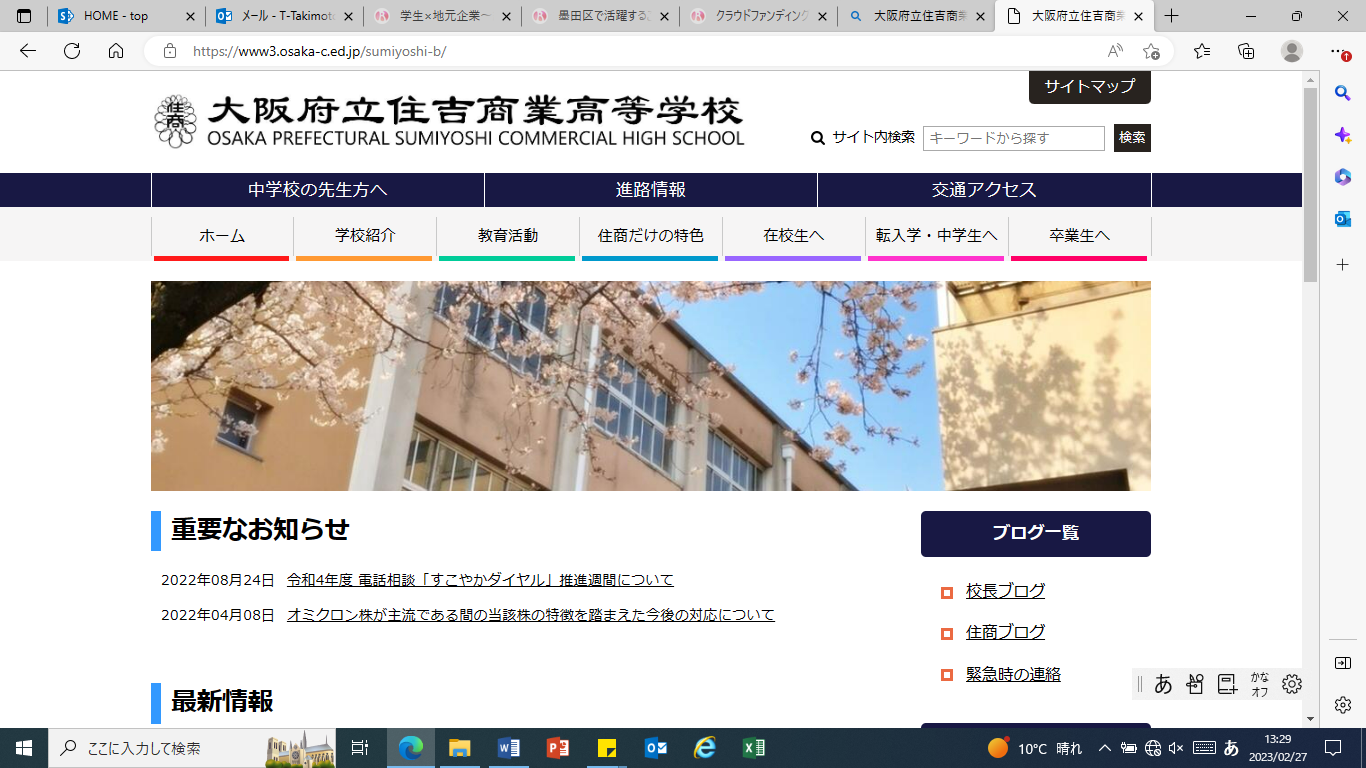 HOME - top
メール - T-Takimoto
学生×地元企業～
墨田区で活躍するこ
クラウドファンディング
大阪府立住吉商業
大阪府立住吉商業
https://www3.osaka-c.ed.jp/sumiyoshi-b/
サイトマップ
住商
大阪府立住吉商業高等学校
OSAKA PREFECTURAL SUMIYOSHI COMMERCIAL HIGH SCHOOL
サイト内検索 キーワードから探す 検索
中学校の先生方へ 進路情報 交通アクセス
ホーム 学校紹介 教育活動 住商だけの特色 在校生へ 転入学・中学生へ 卒業生へ
重要なお知らせ
2022年08月24日 令和4年度 電話相談「すこやかダイヤル」推進週間について
2022年04月08日 オミクロン株が主流である間の当該株の特徴を踏まえた今後の対応について
最新情報
ブログ一覧
校長ブログ
住商ブログ
緊急時の連絡
あ かな
オフ
ここに入力して検索
10°C 晴れ あ 13:29
2023/02/27